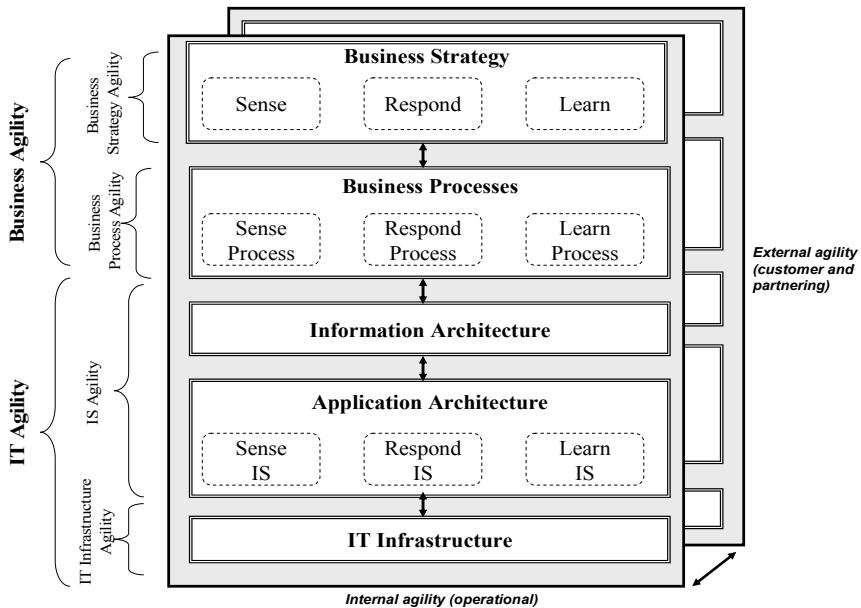 Business Agility
Business
Strategy Agility
Business Strategy
Sense
Respond
Learn
Business
Process Agility
Business Processes
Sense
Process
Respond
Process
Learn
Process
External agility
(customer and
partnering)
IT Agility
IS Agility
Information Architecture
Application Architecture
Sense
IS
Respond
IS
Learn
IS
IT Infrastructure
Agility
IT Infrastructure
Internal agility (operational)